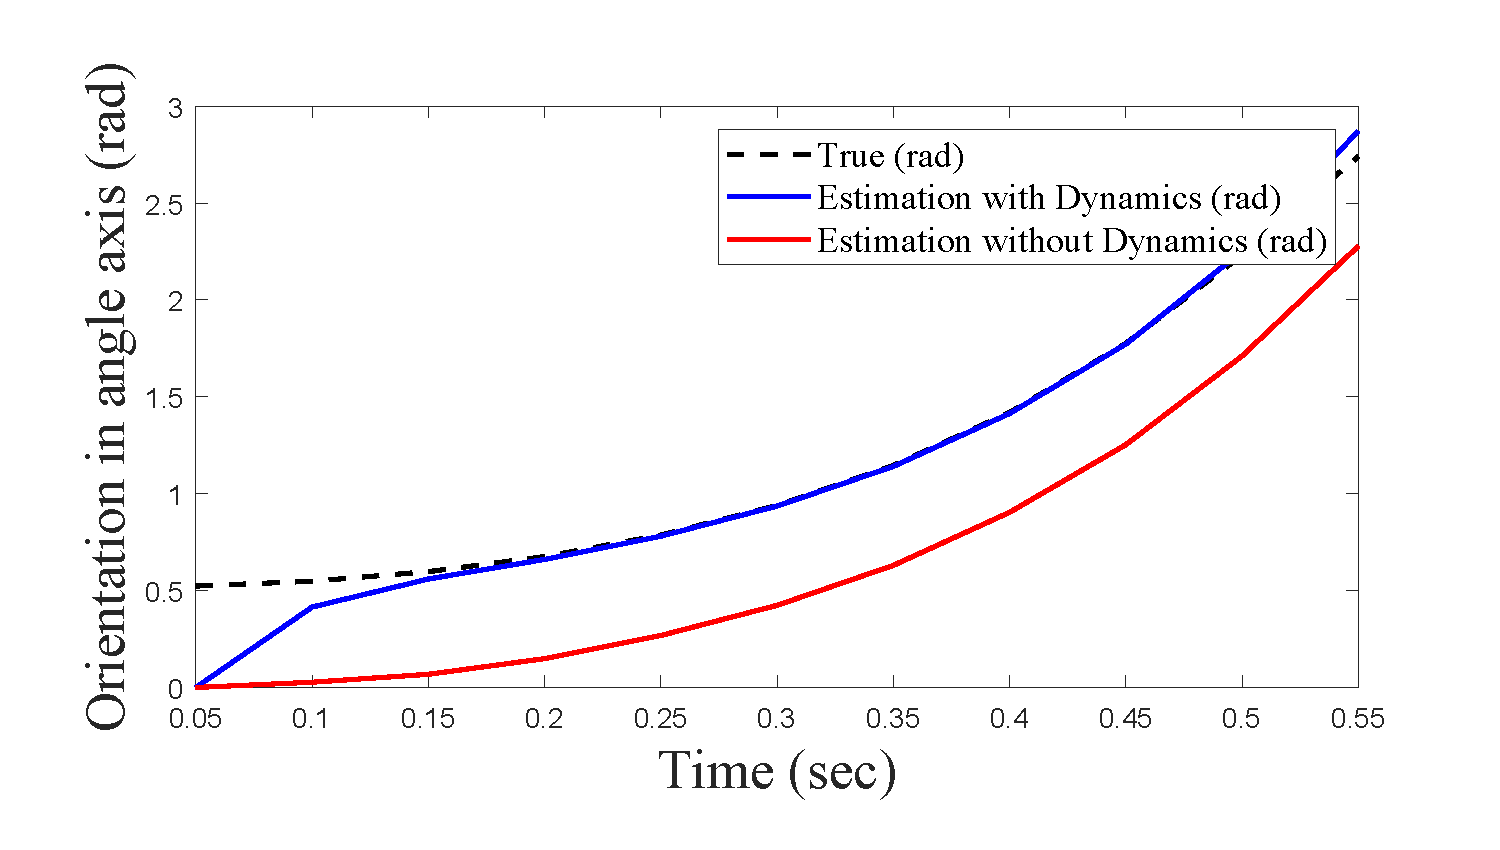 Orientation in angle axis (rad)
3
2.5
2
1.5
1
0.5
0
True (rad)
Estimation with Dynamics (rad)
Estimation without Dynamics (rad)
0.05 0.1 0.15 0.2 0.25 0.3 0.35 0.4 0.45 0.5 0.55
Time (sec)